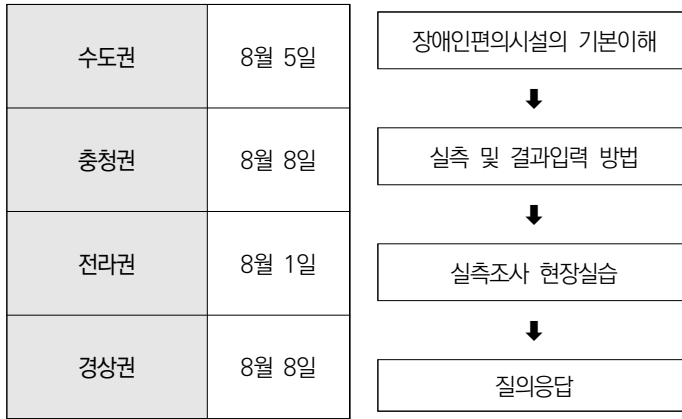 수도권 8월 5일
충청권 8월 8일
전라권 8월 1일
경상권 8월 8일
장애인편의시설의 기본이해
실측 및 결과입력 방법
실측조사 현장실습
질의응답